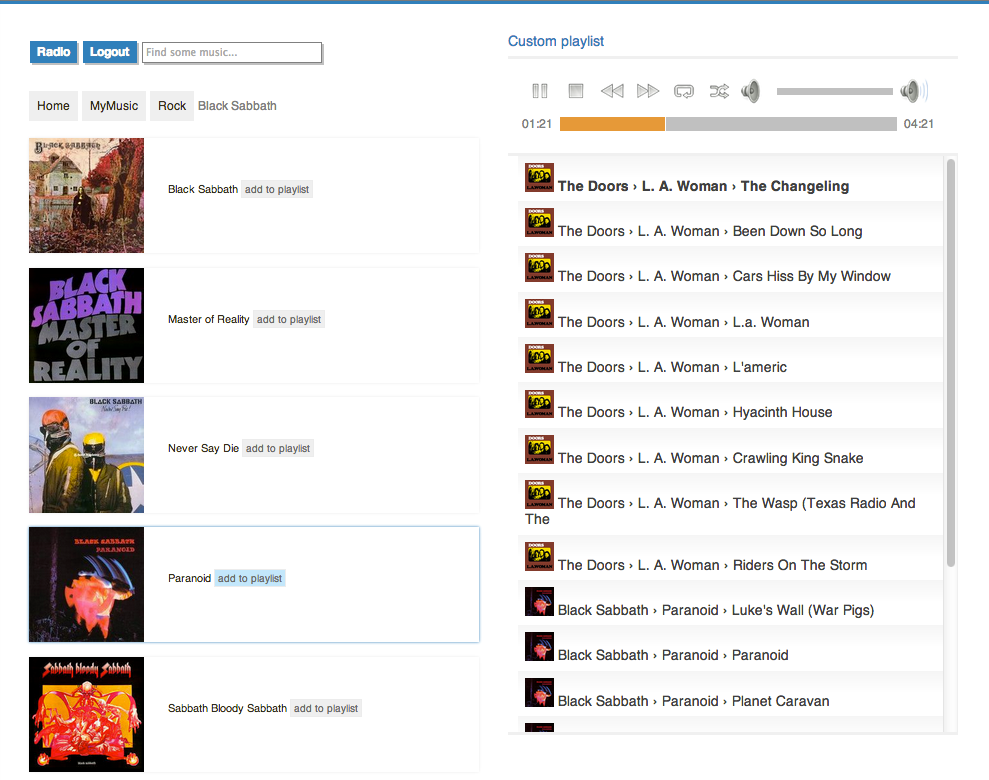 Radio Logout Find some music...
Home MyMusic Rock Black Sabbath
BLACK SABBATH
Black Sabbath add to playlist
BLACK
SABBATH
MASTER
OF
REALITY
Master of Reality add to playlist
BLACK SABBATH
Never Say Die!
Never Say Die add to playlist
BLACK SABBATH
PARANOID
Paranoid add to playlist
Sabbath bloody Sabbath
Sabbath Bloody Sabbath add to playlist
Custom playlist
01:21 04:21
DOORS
L.A.WOMAN
The Doors › L. A. Woman › The Changeling
The Doors › L. A. Woman › Been Down So Long
The Doors › L. A. Woman › Cars Hiss By My Window
The Doors › L. A. Woman › L.a. Woman
The Doors › L. A. Woman › L'americ
The Doors › L. A. Woman › Hyacinth House
The Doors › L. A. Woman › Crawling King Snake
The Doors › L. A. Woman › The Wasp (Texas Radio And
The
The Doors › L. A. Woman › Riders On The Storm
Black Sabbath › Paranoid › Luke's Wall (War Pigs)
Black Sabbath › Paranoid › Paranoid
Black Sabbath › Paranoid › Planet Caravan